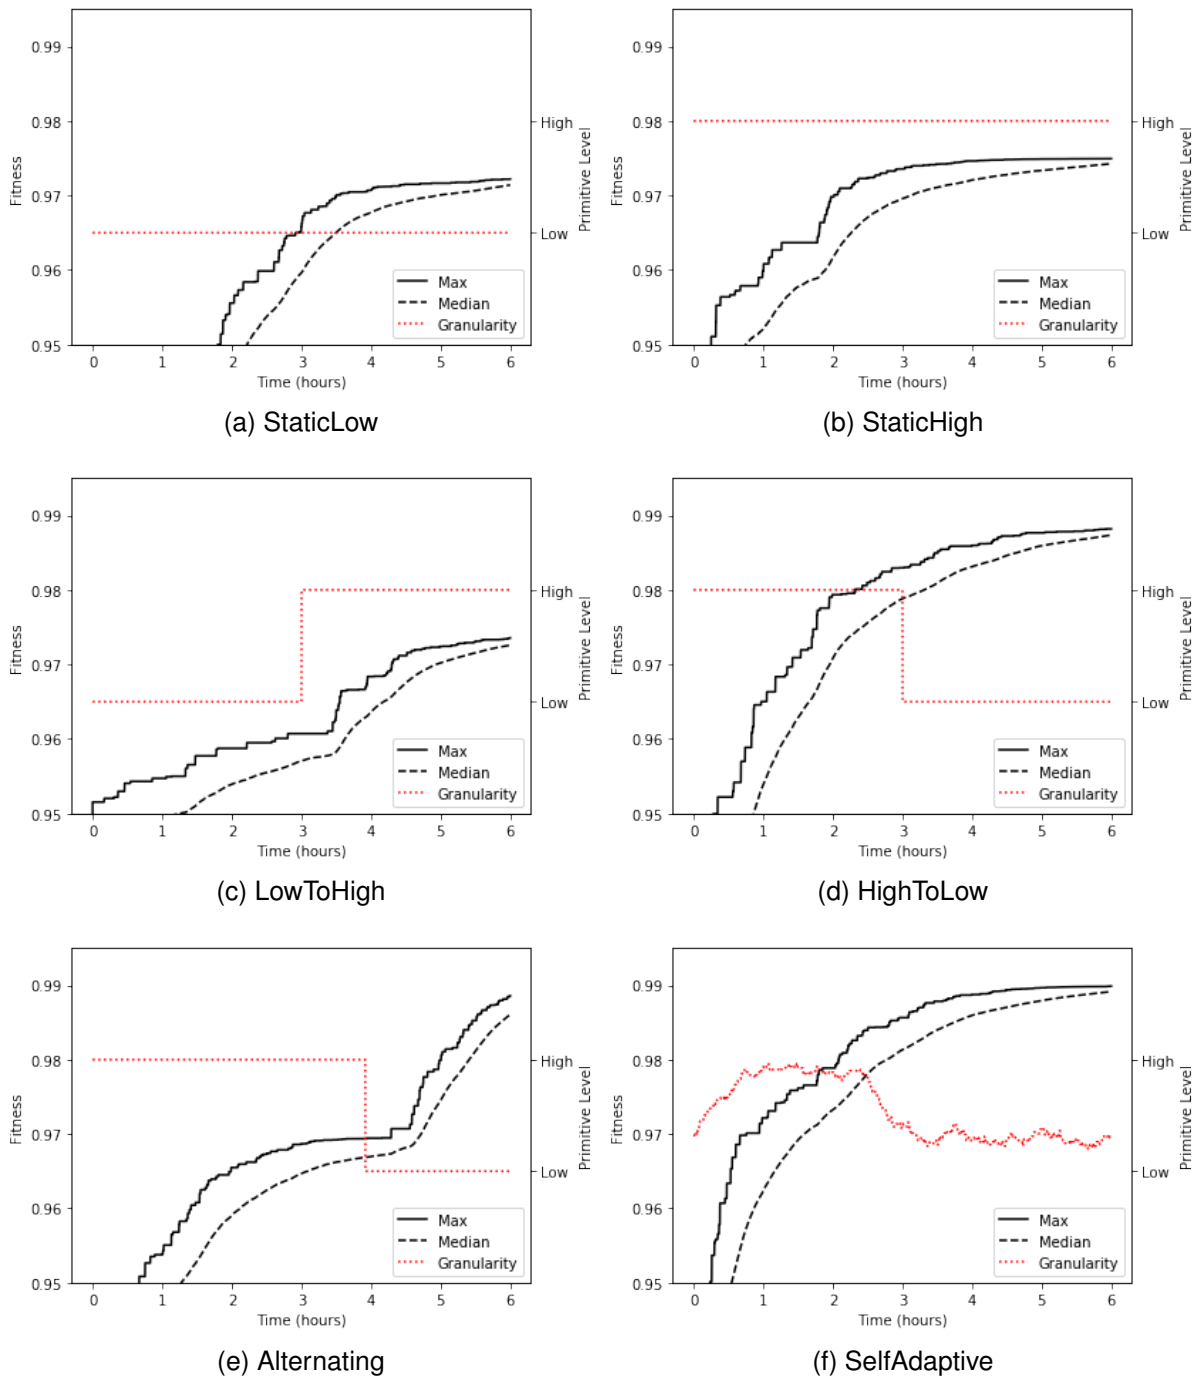 0.99
0.98
0.97
0.96
0.95
Fitness
High
Low
Primitive Level
Max
Median
Granularity
0 1 2 3 4 5 6
Time (hours)
(a) StaticLow
0.99
0.98
0.97
0.96
0.95
Fitness
High
Low
Primitive Level
Max
Median
Granularity
0 1 2 3 4 5 6
Time (hours)
(b) StaticHigh
0.99
0.98
0.97
0.96
0.95
Fitness
High
Low
Primitive Level
Max
Median
Granularity
0 1 2 3 4 5 6
Time (hours)
(c) LowToHigh
0.99
0.98
0.97
0.96
0.95
Fitness
High
Low
Primitive Level
Max
Median
Granularity
0 1 2 3 4 5 6
Time (hours)
(d) HighToLow
0.99
0.98
0.97
0.96
0.95
Fitness
High
Low
Primitive Level
Max
Median
Granularity
0 1 2 3 4 5 6
Time (hours)
(e) Alternating
0.99
0.98
0.97
0.96
0.95
Fitness
High
Low
Primitive Level
Max
Median
Granularity
0 1 2 3 4 5 6
Time (hours)
(f) SelfAdaptive